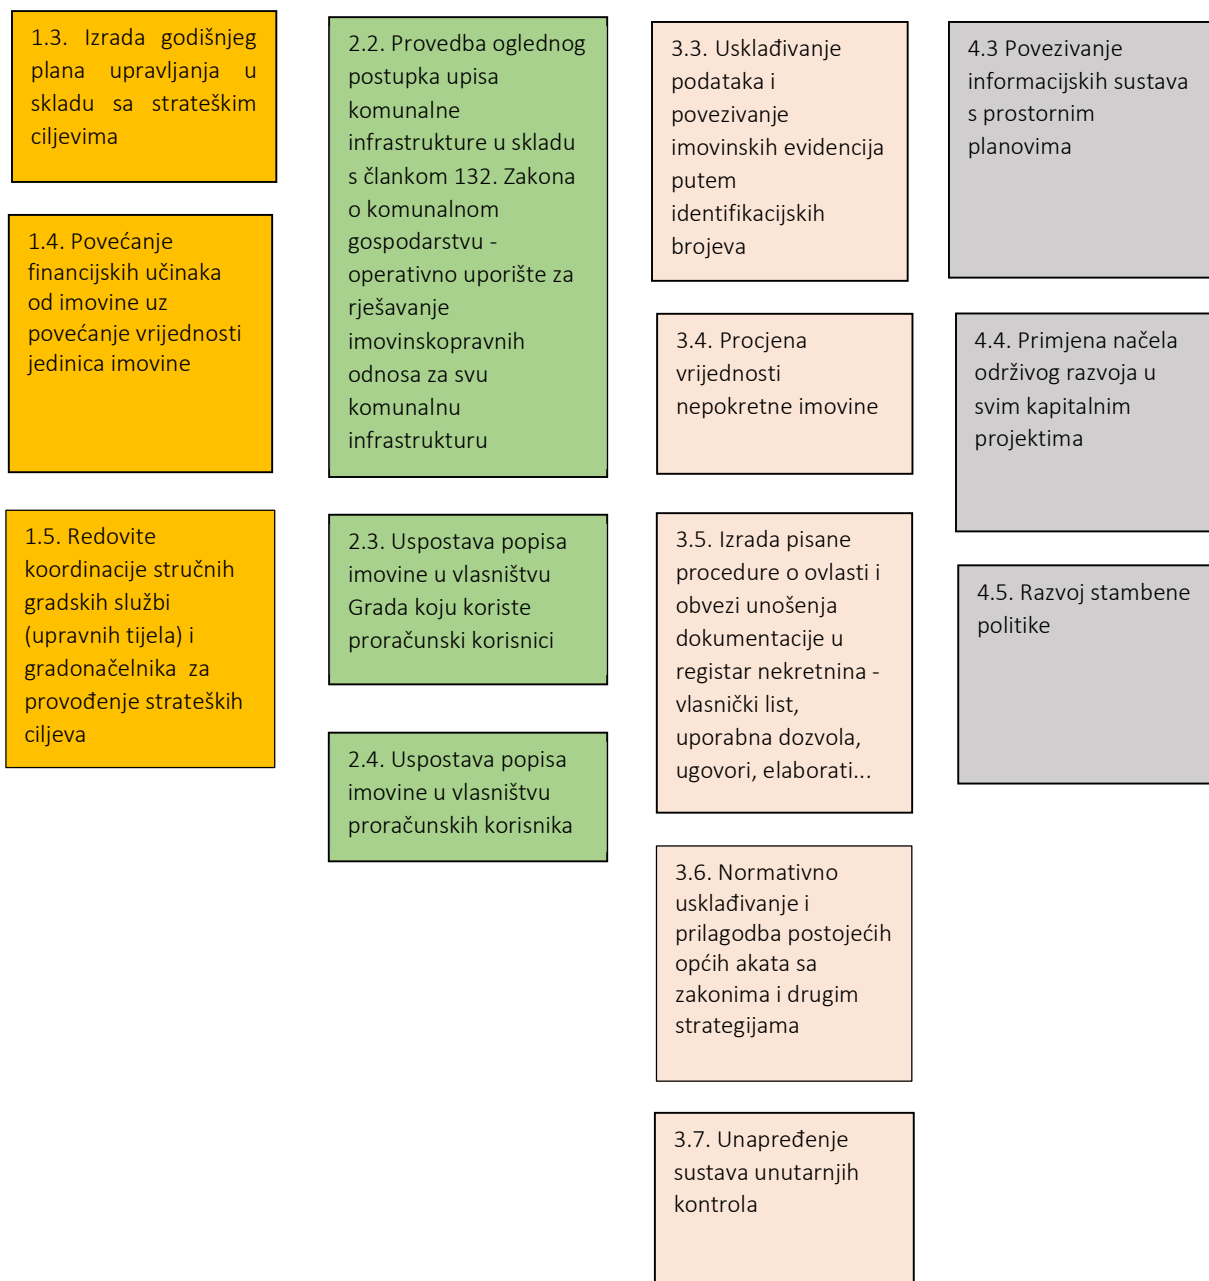 1.3. Izrada godišnjeg
plana upravljanja u
skladu sa strateškim
ciljevima
1.4. Povećanje
financijskih učinaka
od imovine uz
povećanje vrijednosti
jedinica imovine
1.5. Redovite
koordinacije stručnih
gradskih službi
(upravnih tijela) i
gradonačelnika za
provođenje strateških
ciljeva
2.2. Provedba oglednog
postupka upisa
komunalne
infrastrukture u skladu
s člankom 132. Zakona
o komunalnom
gospodarstvu -
operativno uporište za
rješavanje
imovinskopravnih
odnosa za svu
komunalnu
infrastrukturu
2.3. Uspostava popisa
imovine u vlasništvu
Grada koju koriste
proračunski korisnici
2.4. Uspostava popisa
imovine u vlasništvu
proračunskih korisnika
3.3. Usklađivanje
podataka i
povezivanje
imovinskih evidencija
putem
identifikacijskih
brojeva
3.4. Procjena
vrijednosti
nepokretne imovine
3.5. Izrada pisane
procedure o ovlasti i
obvezi unošenja
dokumentacije u
registar nekretnina -
vlasnički list,
uporabna dozvola,
ugovori, elaborati...
3.6. Normativno
usklađivanje i
prilagodba postojećih
općih akata sa
zakonima i drugim
strategijama
3.7. Unapređenje
sustava unutarnjih
kontrola
4.3 Povezivanje
informacijskih sustava
s prostornim
planovima
4.4. Primjena načela
održivog razvoja u
svim kapitalnim
projektima
4.5. Razvoj stambene
politike